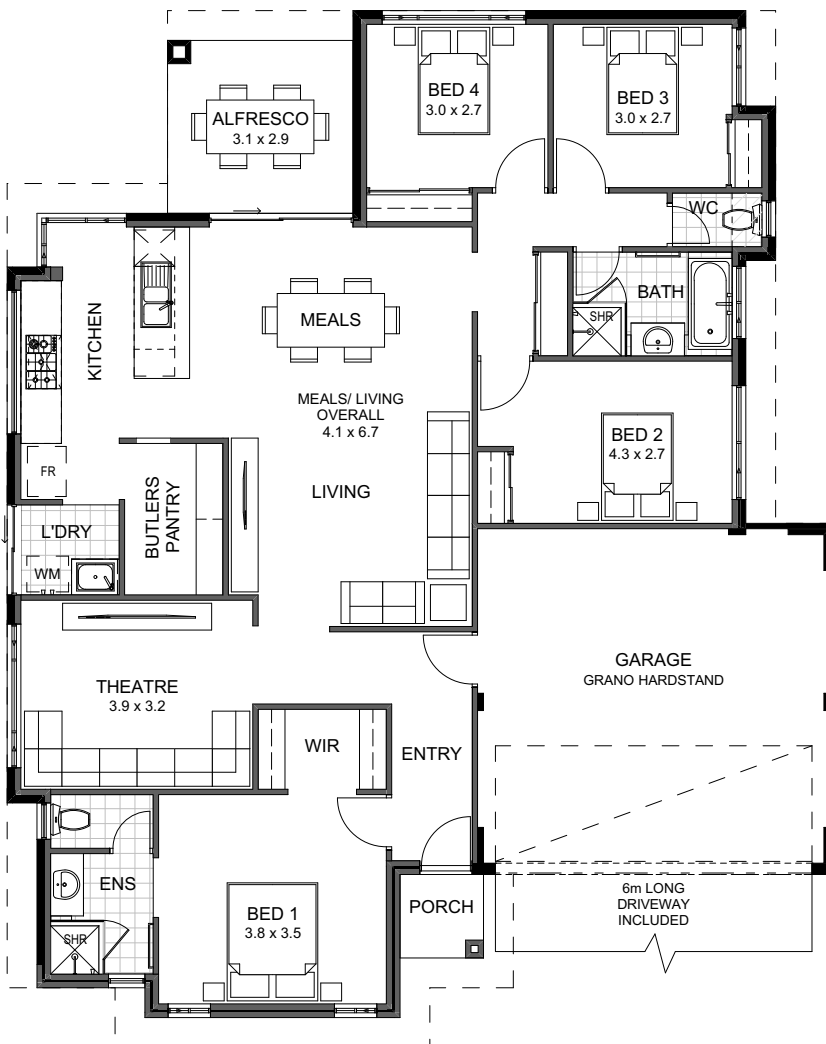 BED 4
3.0 x 2.7
BED 3
3.0 x 2.7
ALFRESCO
3.1 x 2.9
WC
KITCHEN
MEALS
BATH
SHR
MEALS/ LIVING
OVERALL
4.1 x 6.7
BED 2
4.3 x 2.7
FR
LIVING
BUTLERS
PANTRY
L'DRY
WM
GARAGE
GRANO HARDSTAND
THEATRE
3.9 x 3.2
WIR
ENTRY
ENS
SHR
BED 1
3.8 x 3.5
PORCH
6m LONG
DRIVEWAY
INCLUDED